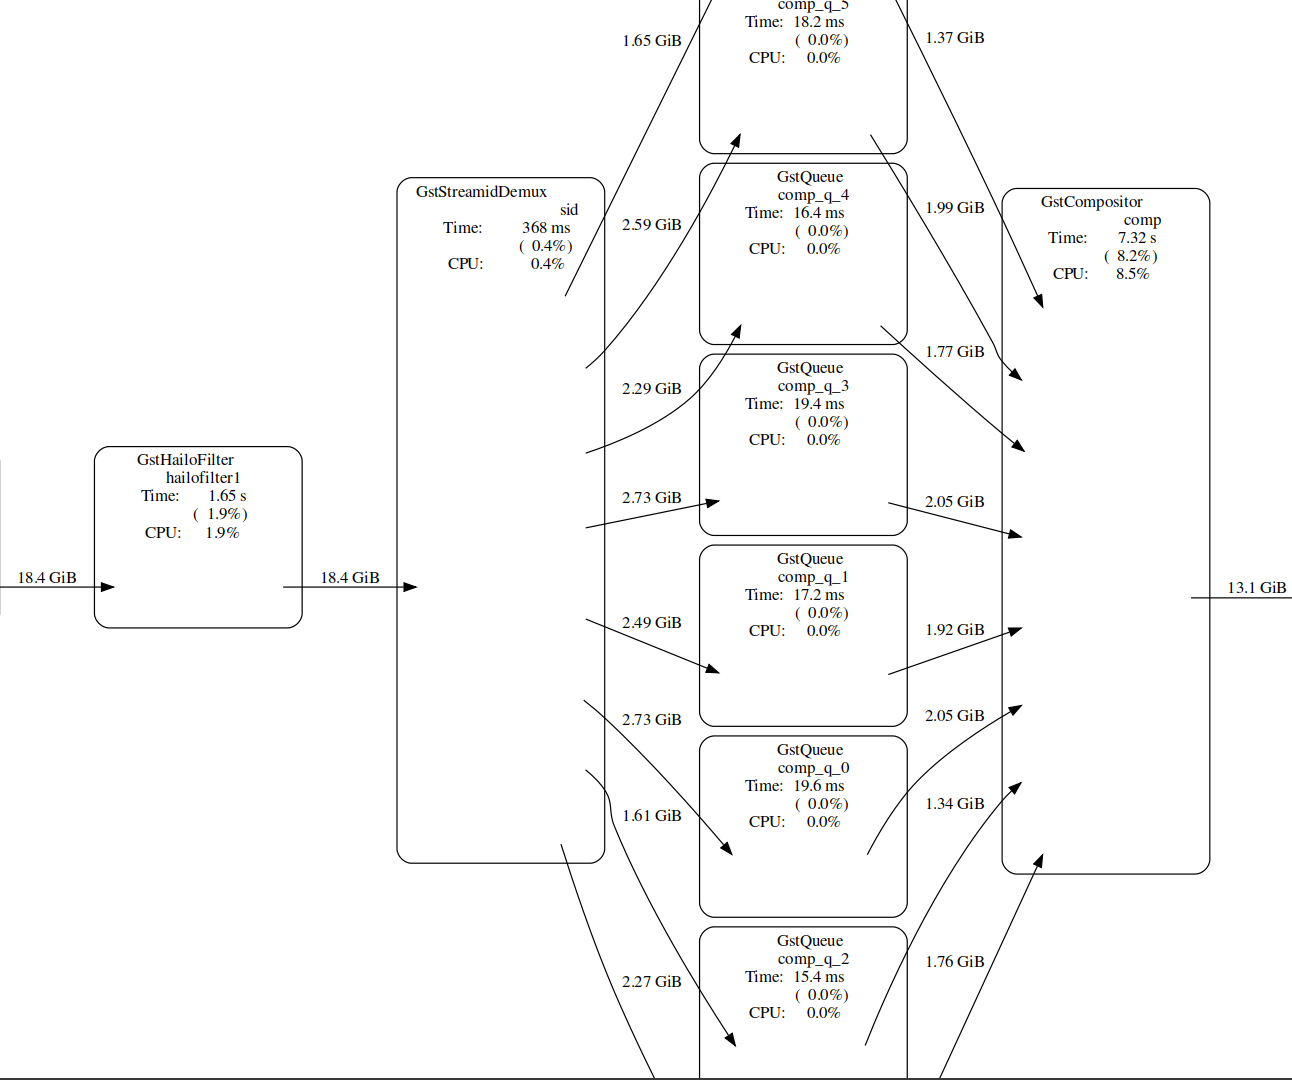 18.4 GiB
GstHailoFilter
hailofilter1
Time: 1.65 s
( 1.9%)
CPU: 1.9%
18.4 GiB
GstStreamidDemux
sid
Time: 368 ms
( 0.4%)
CPU: 0.4%
1.65 GiB
2.59 GiB
2.29 GiB
2.73 GiB
2.49 GiB
2.73 GiB
1.61 GiB
2.27 GiB
comp_q_5
Time: 18.2 ms
( 0.0%)
CPU: 0.0%
GstQueue
comp_q_4
Time: 16.4 ms
( 0.0%)
CPU: 0.0%
GstQueue
comp_q_3
Time: 19.4 ms
( 0.0%)
CPU: 0.0%
GstQueue
comp_q_1
Time: 17.2 ms
( 0.0%)
CPU: 0.0%
GstQueue
comp_q_0
Time: 19.6 ms
( 0.0%)
CPU: 0.0%
GstQueue
comp_q_2
Time: 15.4 ms
( 0.0%)
CPU: 0.0%
1.37 GiB
1.99 GiB
1.77 GiB
2.05 GiB
1.92 GiB
2.05 GiB
1.34 GiB
1.76 GiB
GstCompositor
comp
Time: 7.32 s
( 8.2%)
CPU: 8.5%
13.1 GiB